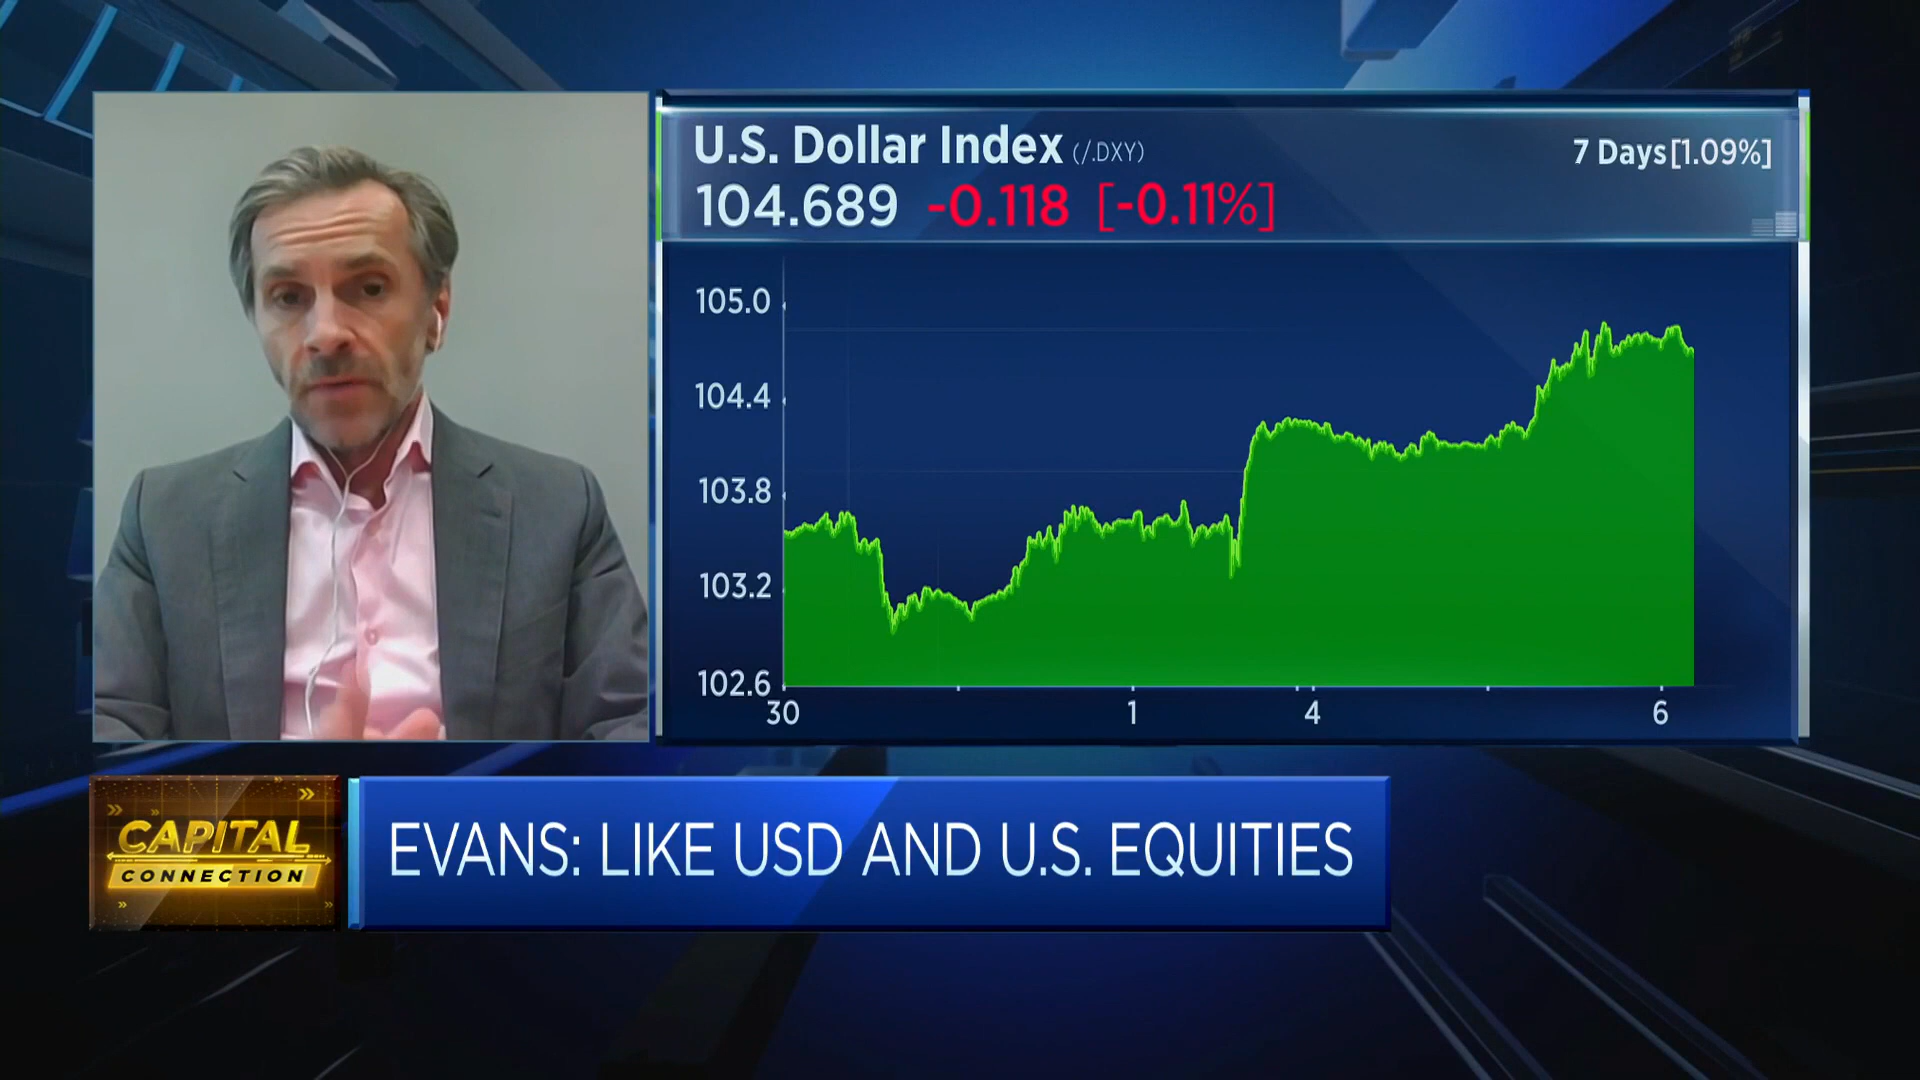 U.S. Dollar Index (/.DXY)
7 Days[1.09%]
104.689 -0.118 [-0.11%]
105.0
104.4
103.8
103.2
102.6
30 1 4 6
CAPITAL
CONNECTION
EVANS: LIKE USD AND U.S. EQUITIES